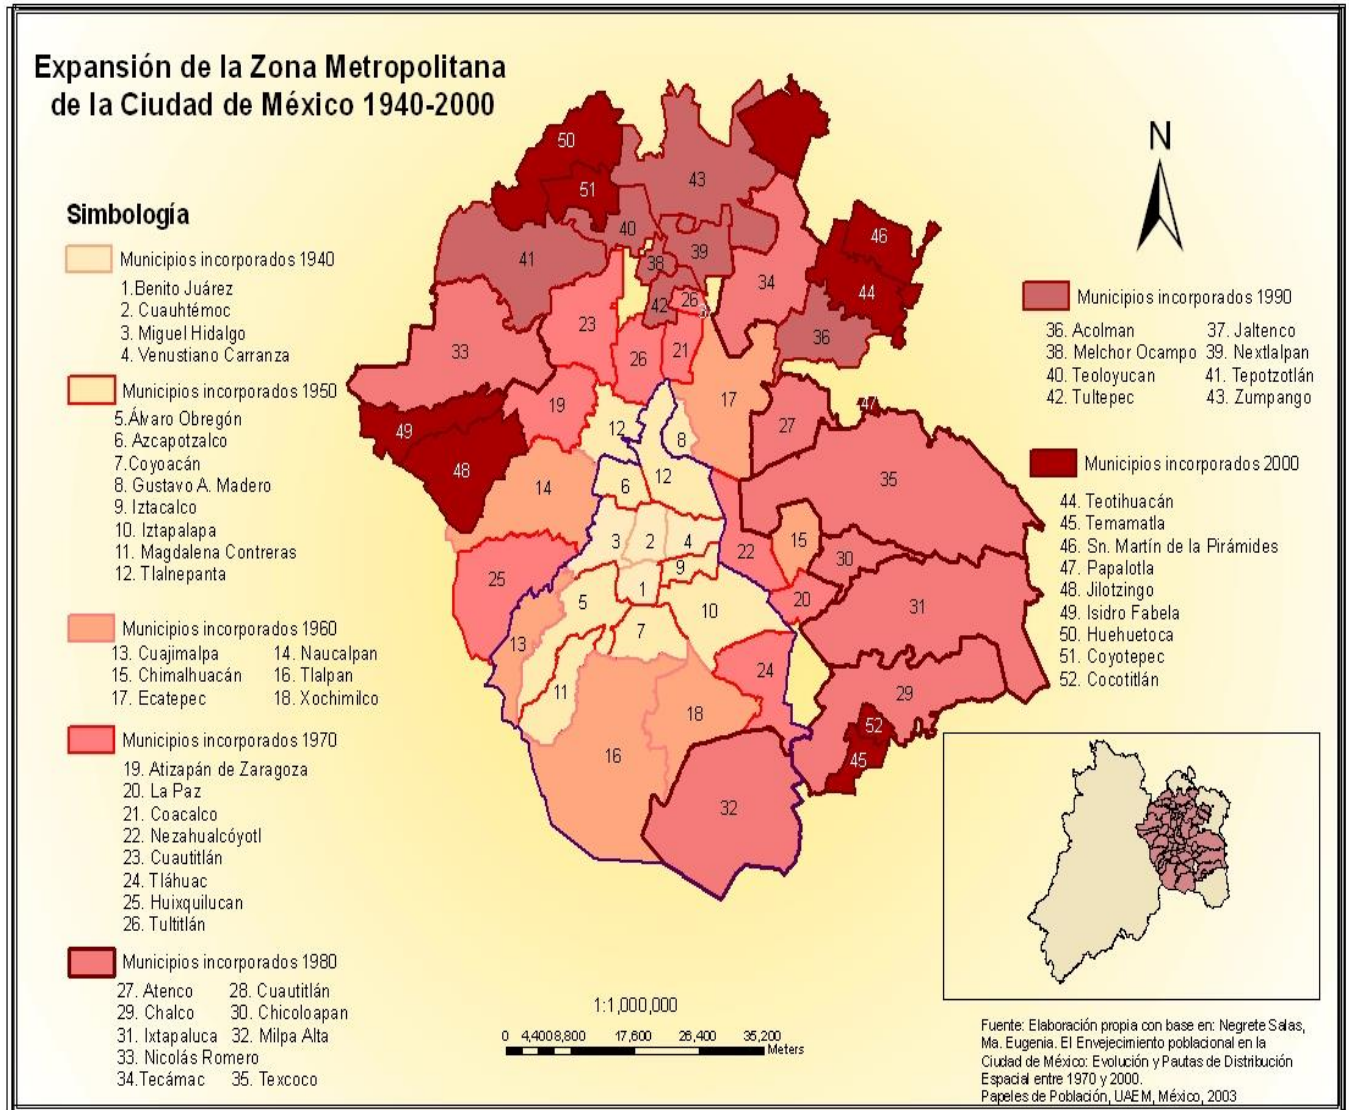 Expansión de la Zona Metropolitana
de la Ciudad de México 1940-2000
Simbología
Municipios incorporados 1940
1.Benito Juárez
2. Cuauhtémoc
3. Miguel Hidalgo
4. Venustiano Carranza
Municipios incorporados 1950
5.Álvaro Obregón
6. Azcapotzalco
7.Coyoacán
8. Gustavo A. Madero
9. Iztacalco
10. Iztapalapa
11. Magdalena Contreras
12. Tlalnepanta
Municipios incorporados 1960
13. Cuajimalpa 14. Naucalpan
15. Chimalhuacán 16. Tlalpan
17. Ecatepec 18. Xochimilco
Municipios incorporados 1970
19. Atizapán de Zaragoza
20. La Paz
21. Coacalco
22. Nezahualcóyotl
23. Cuautitlán
24. Tláhuac
25. Huixquilucan
26. Tultitlán
Municipios incorporados 1980
27. Atenco 28. Cuautitlán
29. Chalco 30. Chicoloapan
31. Ixtapaluca 32. Milpa Alta
33. Nicolás Romero
34.Tecámac 35. Texcoco
50
51
43
40
41
39
38
46
34
44
42
26
23
36
33
26
21
19
17
47
27
49
12
8
48
12
35
14
6
3
2
4
22
15
30
9
25
1
20
5
10
31
7
13
24
11
29
18
52
16
45
32
N
Municipios incorporados 1990
36. Acolman 37. Jaltenco
38. Melchor Ocampo 39. Nextlalpan
40. Teoloyucan 41. Tepotzotlán
42. Tultepec 43. Zumpango
Municipios incorporados 2000
44. Teotihuacán
45. Temamatla
46. Sn. Martín de la Pirámides
47. Papalotla
48. Jilotzingo
49. Isidro Fabela
50. Huehuetoca
51. Coyotepec
52. Cocotitlán
1:1,000,000
0 4,400 8,800 17,600 26,400 35,200
Meters
Fuente: Elaboración propia con base en: Negrete Salas,
Ma. Eugenia. El Envejecimiento poblacional en la
Ciudad de México: Evolución y Pautas de Distribución
Espacial entre 1970 y 2000.
Papeles de Población, UAEM, México, 2003